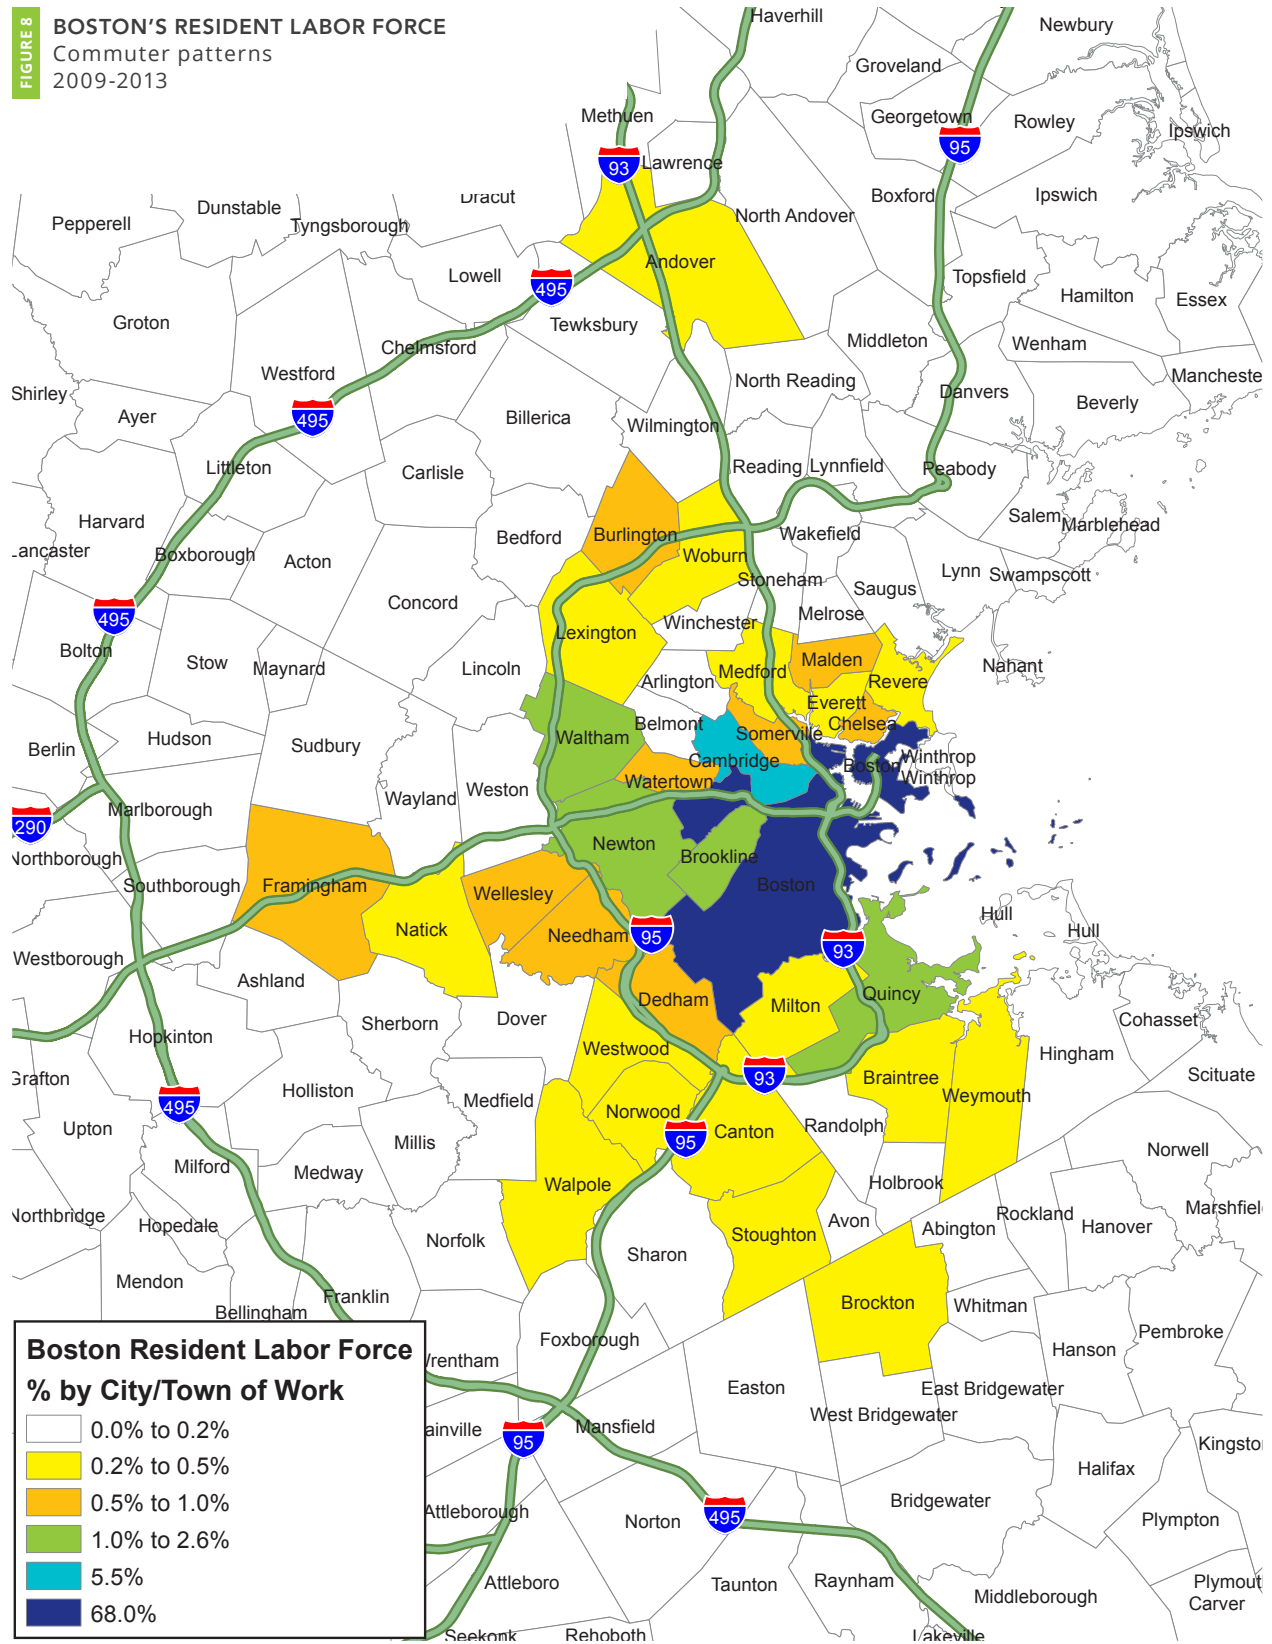 FIGURE 8
BOSTON'S RESIDENT LABOR FORCE
Commuter patterns
2009-2013
Haverhill
Newbury
Groveland
Methuen
Georgetown
Rowley
Ipswich
95
93
Lawrence
Dracut
Boxford
Ipswich
Pepperell
Dunstable
Tyngsborough
North Andover
Lowell
Andover
Topsfield
495
Hamilton
Essex
Groton
Tewksbury
Chelmsford
Middleton
Wenham
Westford
North Reading
Manchester
Shirley
Danvers
Beverly
Ayer
495
Billerica
Wilmington
Littleton
Carlisle
Reading
Lynnfield
Peabody
Harvard
Salem
Marblehead
Lancaster
Boxborough
Acton
Bedford
Burlington
Woburn
Wakefield
Stoneham
Lynn
Swampscott
Saugus
495
Concord
Melrose
Bolton
Lexington
Winchester
Stow
Maynard
Lincoln
Arlington
Medford
Malden
Revere
Nahant
Everett
Berlin
Hudson
Sudbury
Waltham
Belmont
Somerville
Chelsea
Cambridge
Boston
Winthrop
Winthrop
Watertown
Marlborough
Wayland
Weston
290
Northborough
Newton
Brookline
Southborough
Framingham
Wellesley
Boston
Natick
Needham
95
93
Hull
Hull
Westborough
Ashland
Dedham
Milton
Quincy
Sherborn
Dover
Cohasset
Hopkinton
Westwood
Hingham
Grafton
Holliston
93
Braintree
Scituate
495
Medfield
Norwood
Weymouth
Upton
Millis
95
Canton
Randolph
Norwell
Milford
Medway
Walpole
Holbrook
Northbridge
Hopedale
Norfolk
Stoughton
Avon
Abington
Rockland
Hanover
Marshfiel
Sharon
Mendon
Franklin
Brockton
Whitman
Bellingham
Foxborough
Pembroke
Hanson
Wrentham
Easton
East Bridgewater
West Bridgewater
ainville
95
Mansfield
Kingsto
Halifax
Attleborough
Norton
495
Bridgewater
Plympton
Attleboro
Taunton
Raynham
Middleborough
Plymout
Carver
Seekonk
Rehoboth
Lakeville
Boston Resident Labor Force
% by City/Town of Work
0.0% to 0.2%
0.2% to 0.5%
0.5% to 1.0%
1.0% to 2.6%
5.5%
68.0%